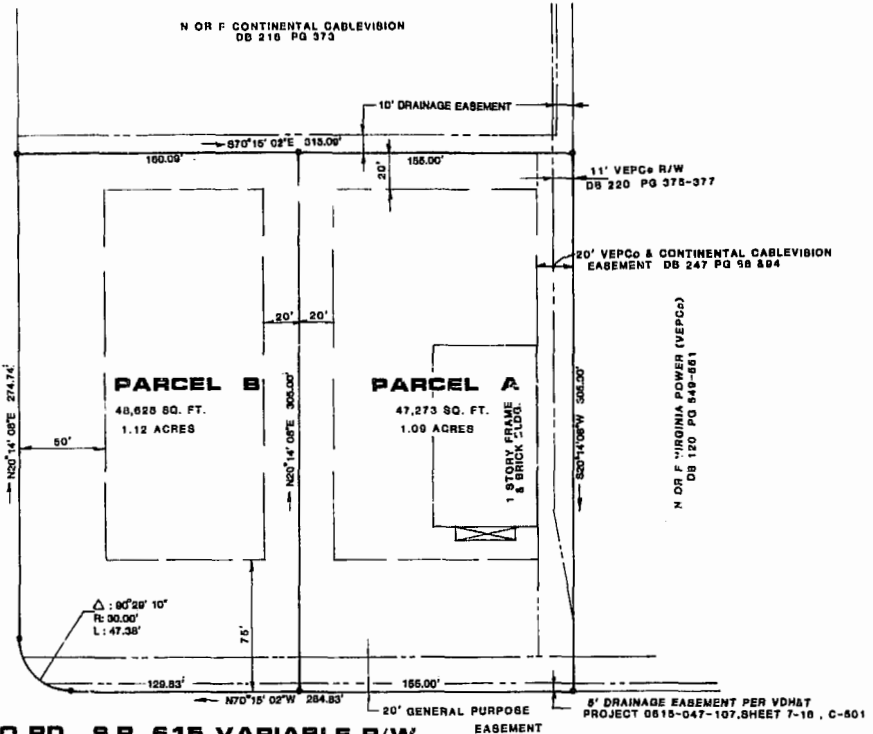 N OR F CONTINENTAL CABLEVISION
DB 216 PG 373
10' DRAINAGE EASEMENT
S70°15' 02"E 315.09'
160.09'
155.00'
20'
11' VEPCo R/W
DB 220 PG 375-377
20' VEPCo & CONTINENTAL CABLEVISION
EASEMENT DB 247 PG &94
20'
20'
PARCEL B
48,628 SQ. FT.
1.12 ACRES
PARCEL A
47,273 SQ. FT.
1.09 ACRES
1 STORY FRAME
& BRICK BLDG.
N20°14' 08"E 274.74'
50'
N20°14' 08"E 305.00'
S20°14'08"W 305.00'
N OR F VIRGINIA POWER (VEPCo)
DB 120 PG 549-551
Δ : 90°29' 10"
R: 30.00'
L: 47.38'
75'
129.83'
155.00'
N70°15' 02"W 284.83'
20' GENERAL PURPOSE
EASEMENT
5' DRAINAGE EASEMENT PER VDH&T
PROJECT 0615-047-107,SHEET 7-18 , C-501
RD S.R. 615 VARIABLE R/W